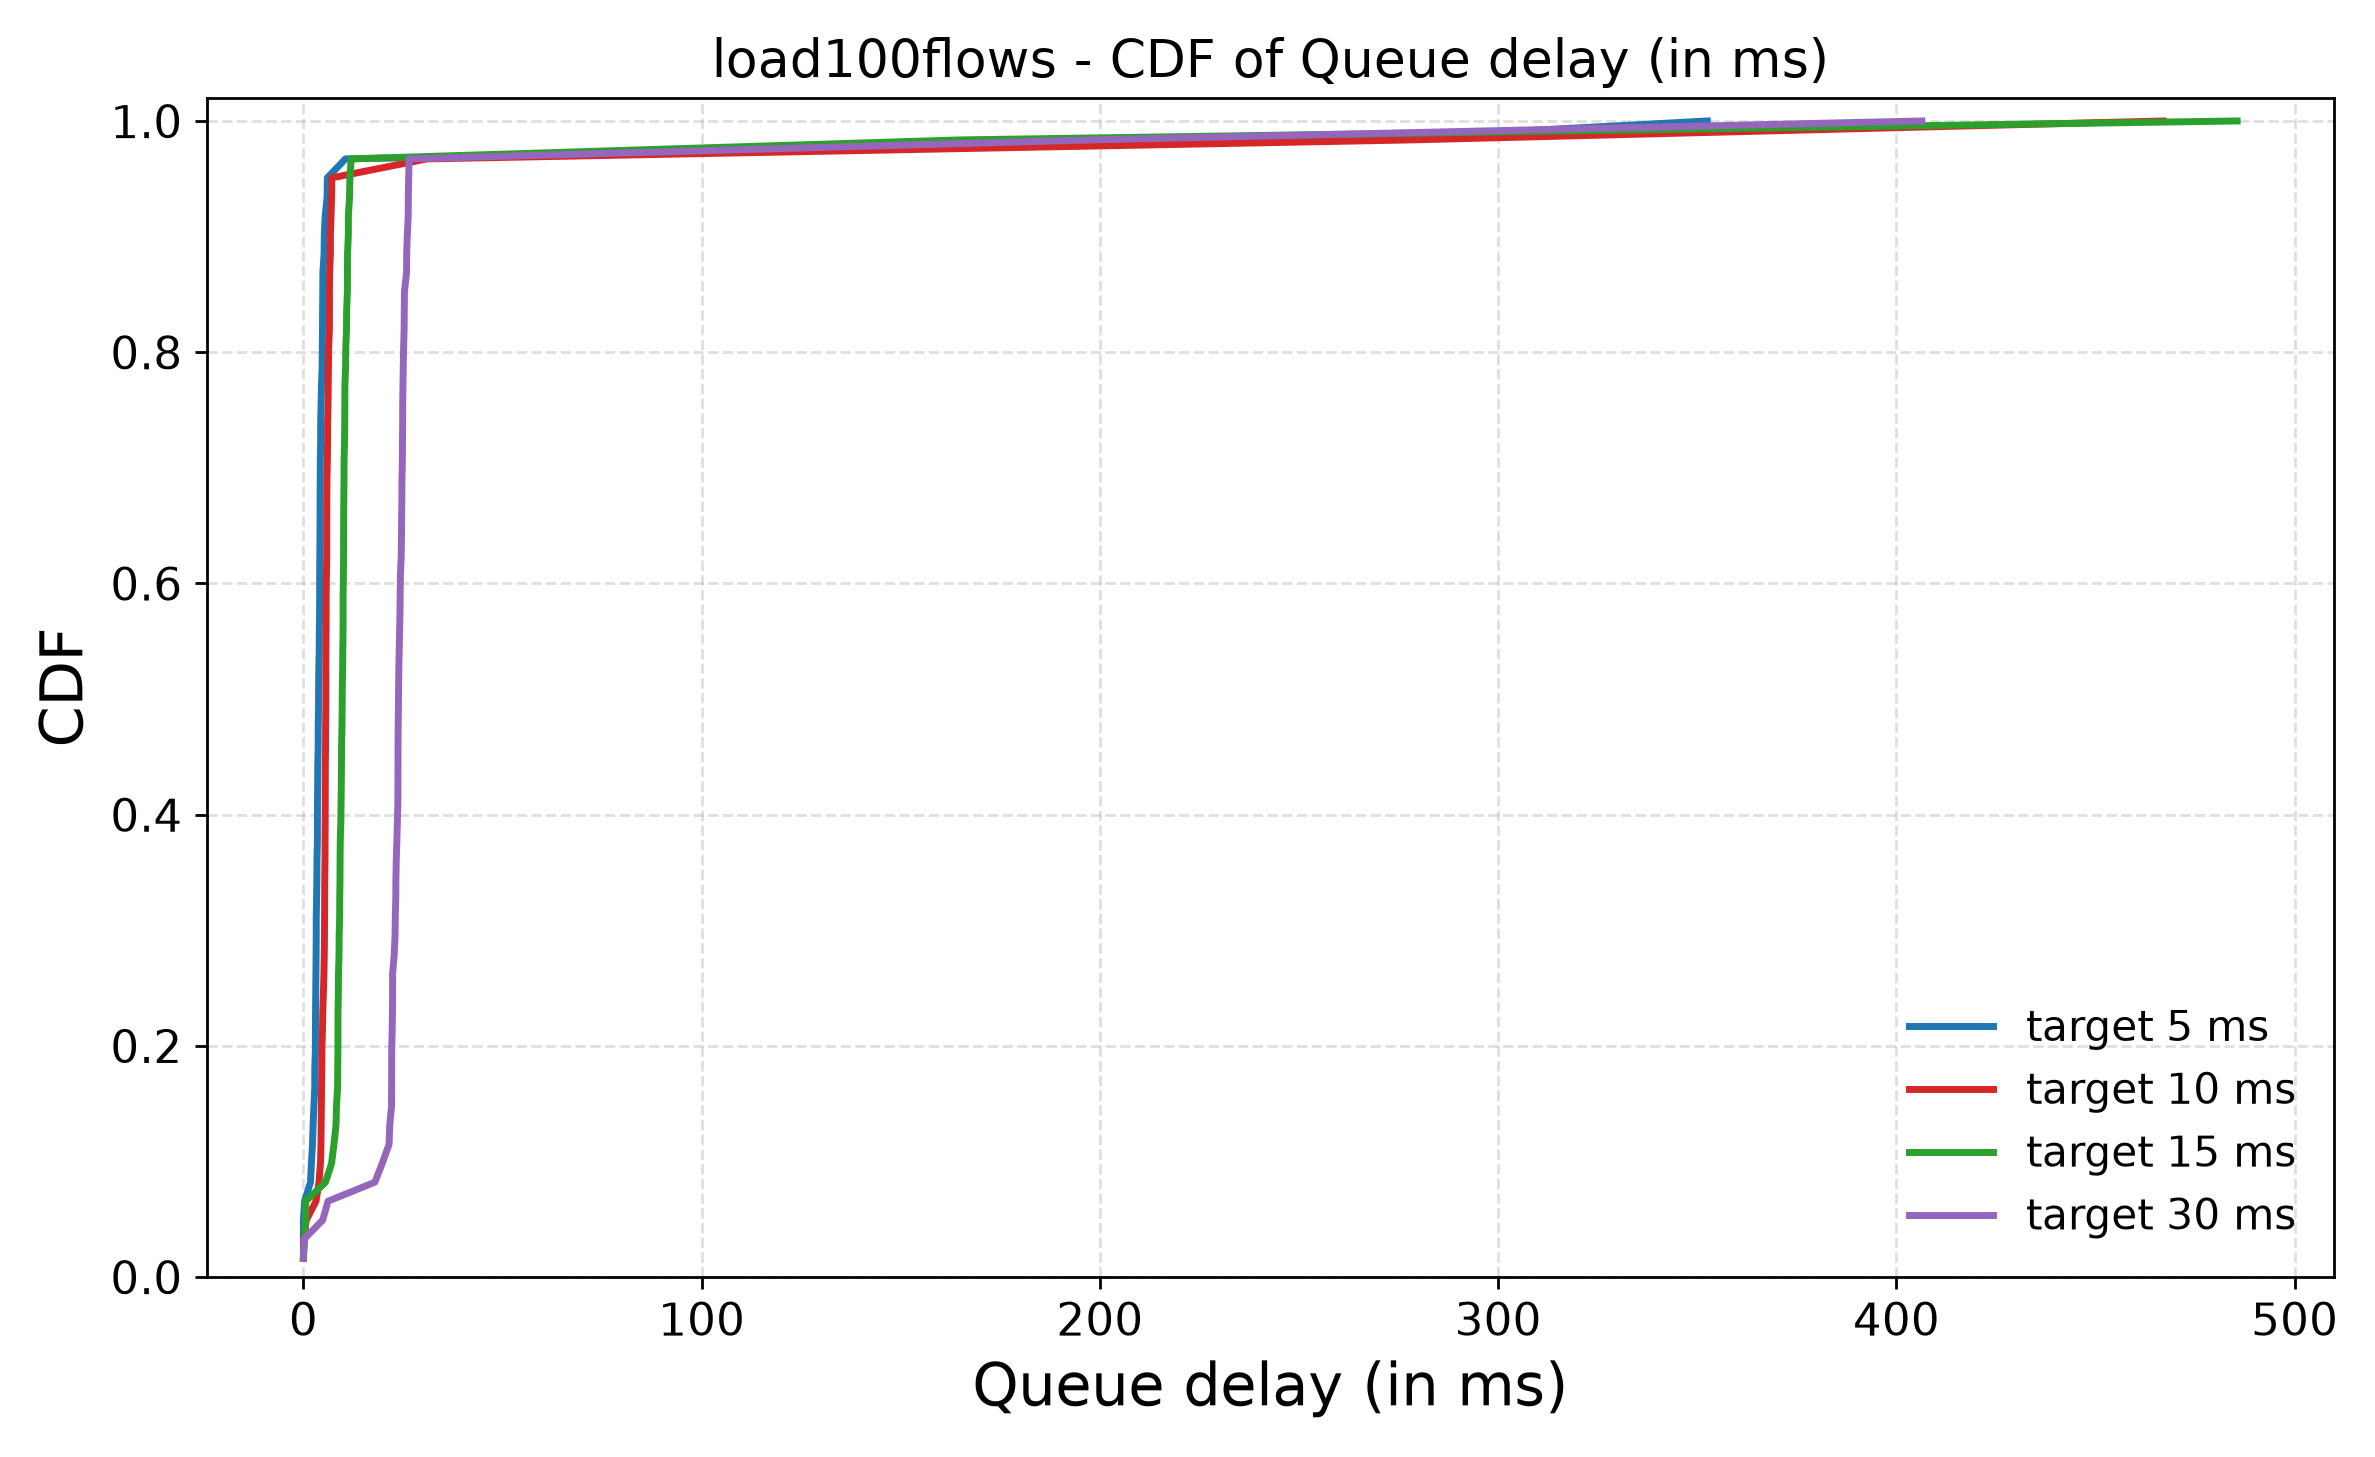 load100flows - CDF of Queue delay (in ms)
1.0
0.8
0.6
0.4
0.2
0.0
CDF
0 100 200 300 400 500
Queue delay (in ms)
target 5 ms
target 10 ms
target 15 ms
target 30 ms